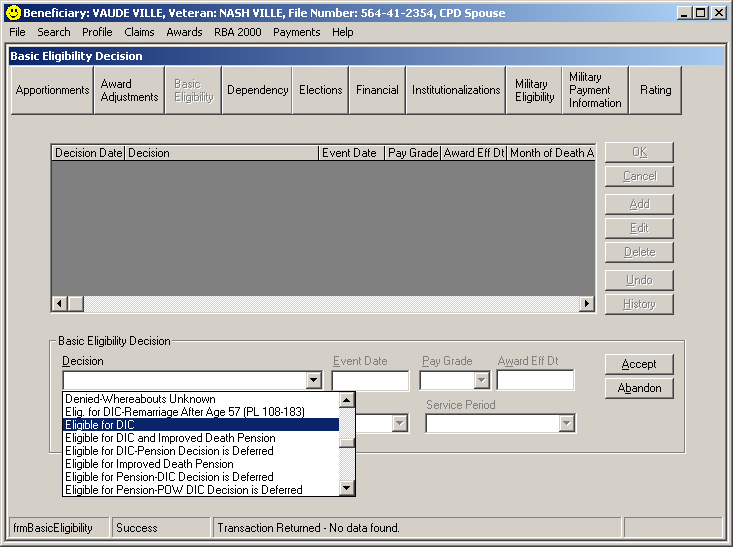 Beneficiary: VAUDE VILLE, Veteran: NASH VILLE, File Number: 564-41-2354, CPD Spouse
File Search Profile Claims Awards RBA 2000 Payments Help
Basic Eligibility Decision
Apportionments Award Adjustments Basic Eligibility Dependency Elections Financial Institutionalizations Military Eligibility Military Payment Information Rating
Decision Date Decision Event Date Pay Grade Award Eff Dt Month of Death A
OK
Cancel
Add
Edit
Delete
Undo
History
Basic Eligibility Decision
Decision Event Date Pay Grade Award Eff Dt
Accept
Abandon
Service Period
Denied-Whereabouts Unknown
Elig. for DIC-Remarriage After Age 57 (PL 108-183)
Eligible for DIC
Eligible for DIC and Improved Death Pension
Eligible for DIC-Pension Decision is Deferred
Eligible for Improved Death Pension
Eligible for Pension-DIC Decision is Deferred
Eligible for Pension-POW DIC Decision is Deferred
frmBasicEligibility Success Transaction Returned - No data found.